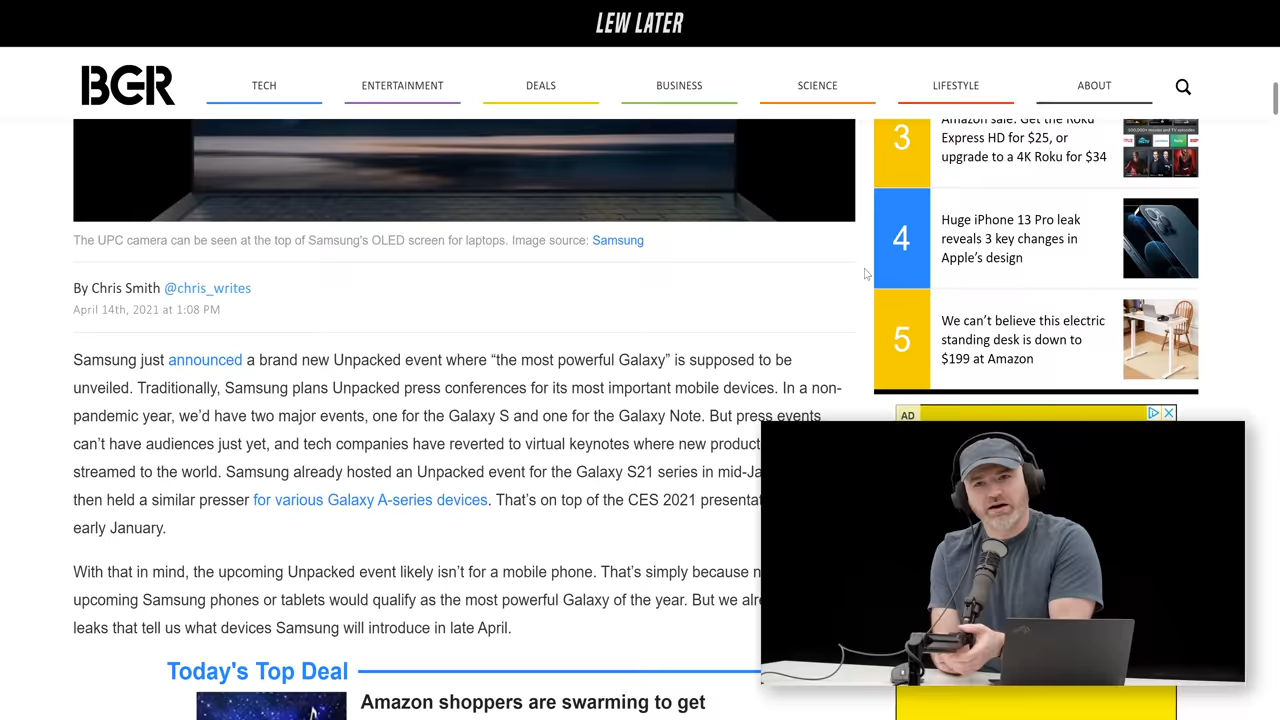 LEW LATER
BGR
TECH
ENTERTAINMENT
DEALS
BUSINESS
SCIENCE
LIFESTYLE
ABOUT
The UPC camera can be seen at the top of Samsung's OLED screen for laptops. Image source: Samsung
By Chris Smith @chris_writes
April 14th, 2021 at 1:08 PM
Samsung just announced a brand new Unpacked event where “the most powerful Galaxy” is supposed to be
unveiled. Traditionally, Samsung plans Unpacked press conferences for its most important mobile devices. In a non-
pandemic year, we’d have two major events, one for the Galaxy S and one for the Galaxy Note. But press events
can’t have audiences just yet, and tech companies have reverted to virtual keynotes where new product
streamed to the world. Samsung already hosted an Unpacked event for the Galaxy S21 series in
then held a similar presser for various Galaxy A-series devices. That’s on top of the CES 2021
early January.
With that in mind, the upcoming Unpacked event likely isn’t for a mobile phone. That’s simply because
upcoming Samsung phones or tablets would qualify as the most powerful Galaxy of the year. But we
leaks that tell us what devices Samsung will introduce in late April.
Today's Top Deal
Amazon shoppers are swarming to get
3
Amazon sale: Get the Roku
Express HD for $25, or
upgrade to a 4K Roku for $34
4
Huge iPhone 13 Pro leak
reveals 3 key changes in
Apple’s design
5
We can’t believe this electric
standing desk is down to
$199 at Amazon
AD